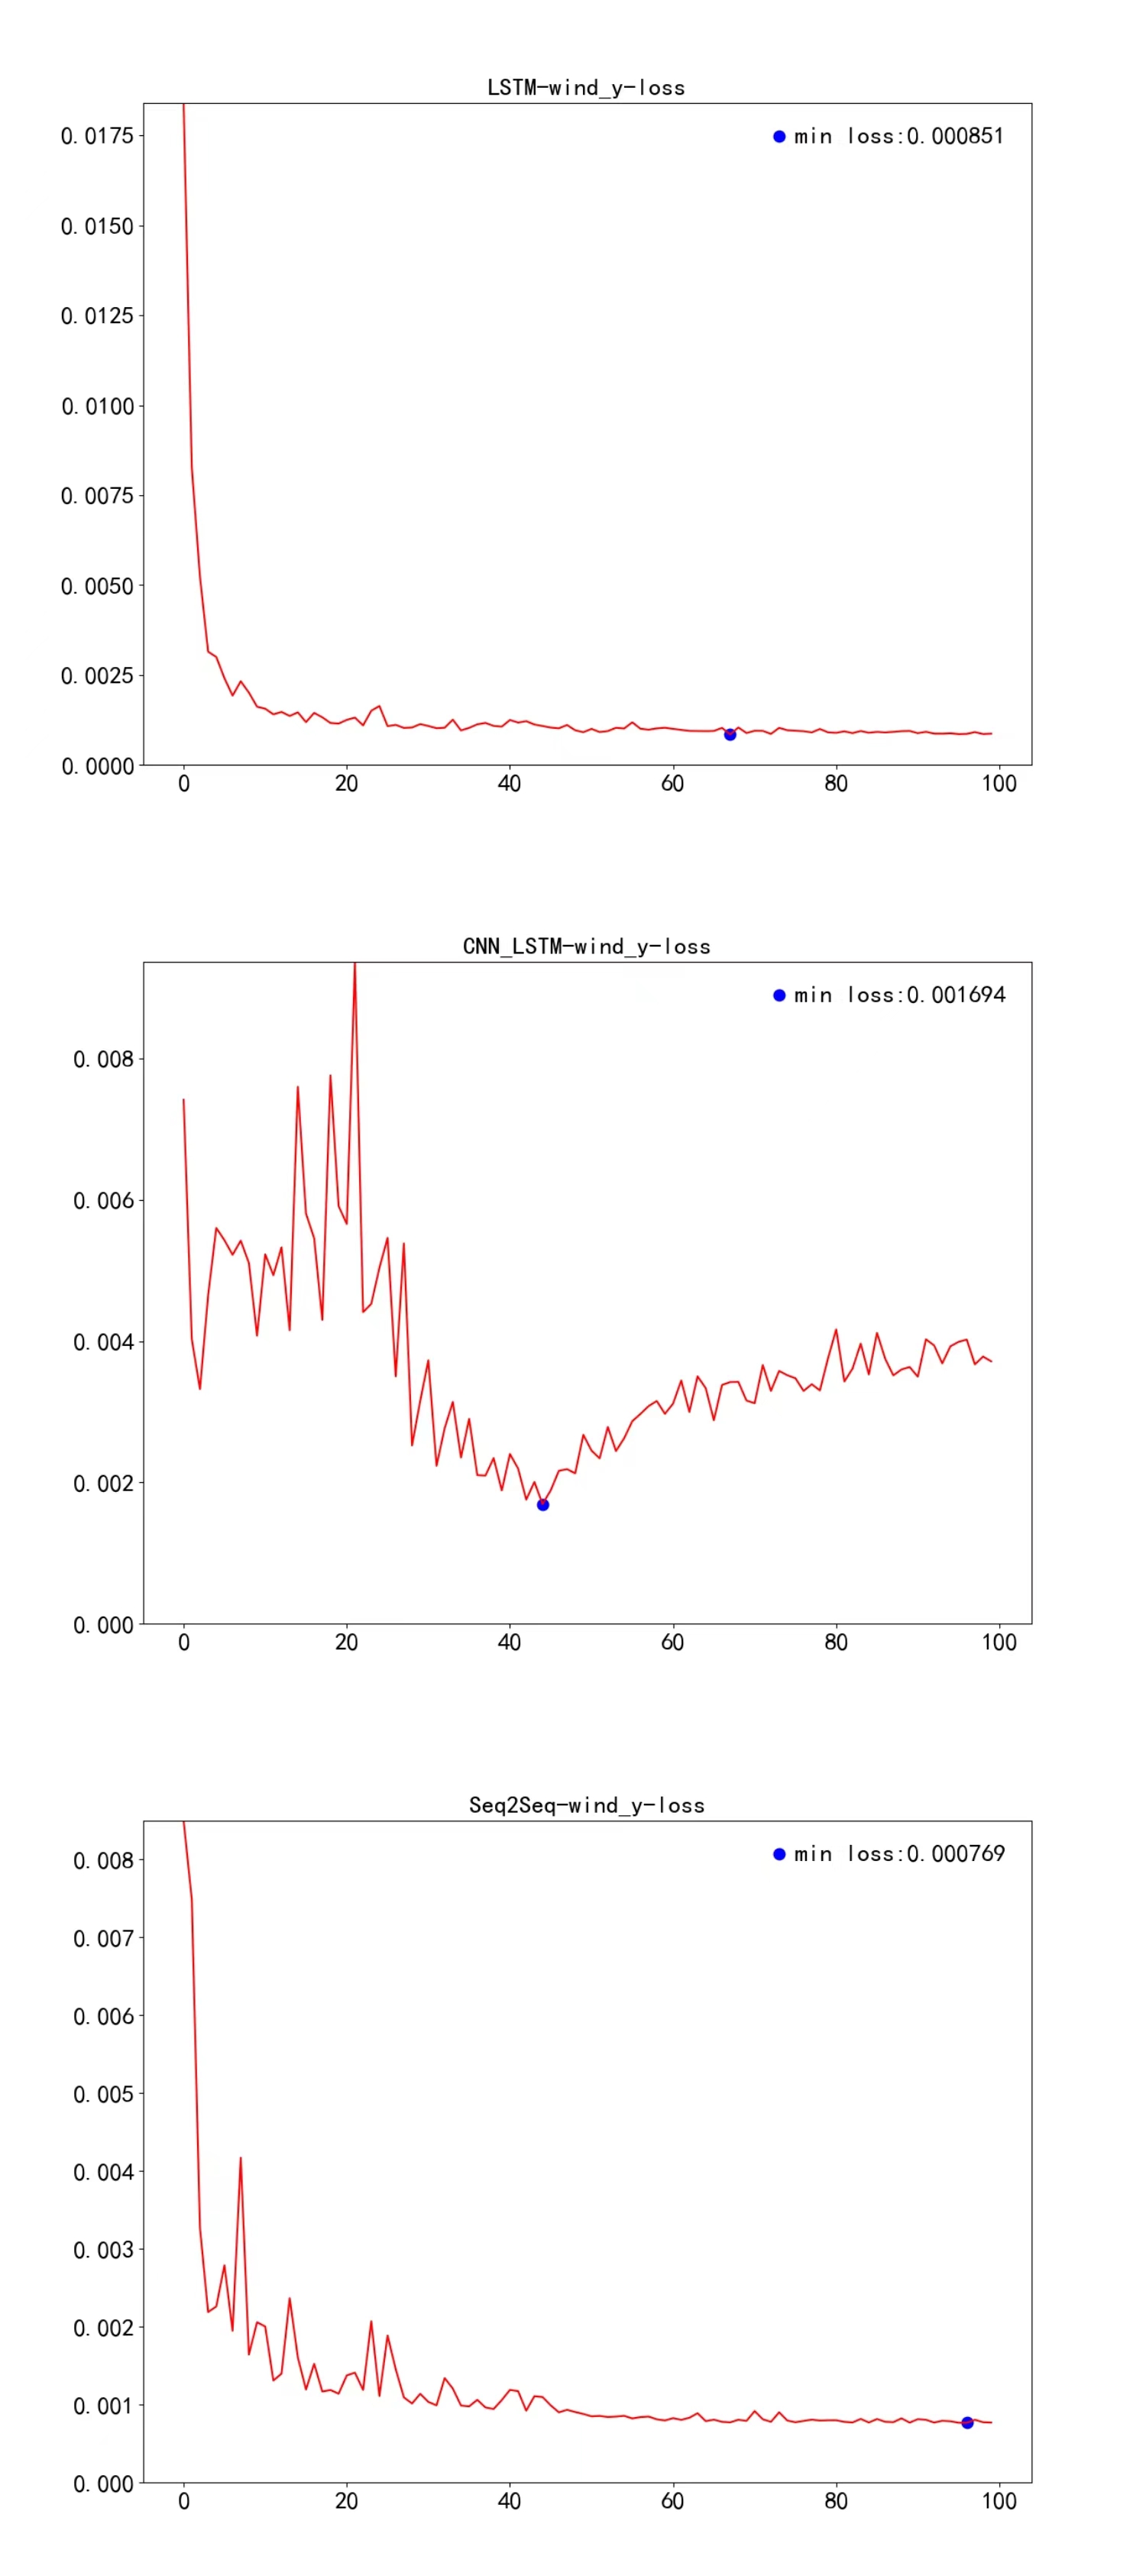 LSTM-wind_y-loss
min loss:0.000851
0.0175
0.0150
0.0125
0.0100
0.0075
0.0050
0.0025
0.0000
0 20 40 60 80 100
CNN_LSTM-wind_y-loss
min loss:0.001694
0.008
0.006
0.004
0.002
0.000
0 20 40 60 80 100
Seq2Seq-wind_y-loss
min loss:0.000769
0.008
0.007
0.006
0.005
0.004
0.003
0.002
0.001
0.000
0 20 40 60 80 100